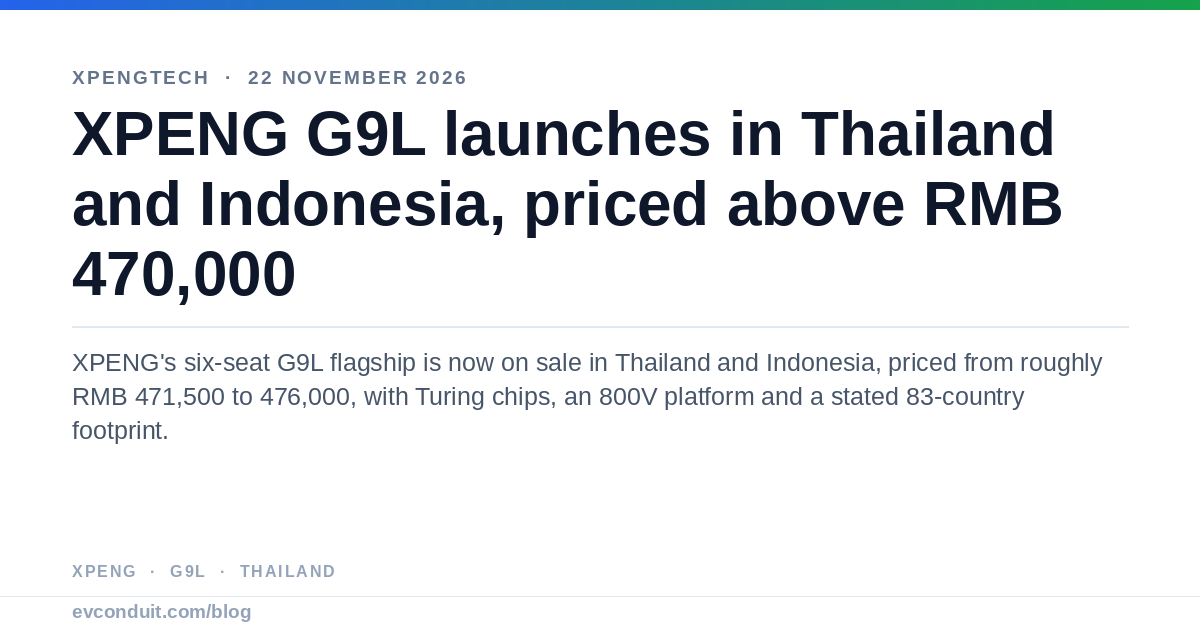 XPENGTECH · 22 NOVEMBER 2026
XPENG G9L launches in Thailand
and Indonesia, priced above RMB
470,000
XPENG's six-seat G9L flagship is now on sale in Thailand and Indonesia, priced from roughly
RMB 471,500 to 476,000, with Turing chips, an 800V platform and a stated 83-country
footprint.
XPENG · G9L · THAILAND
evconduit.com/blog